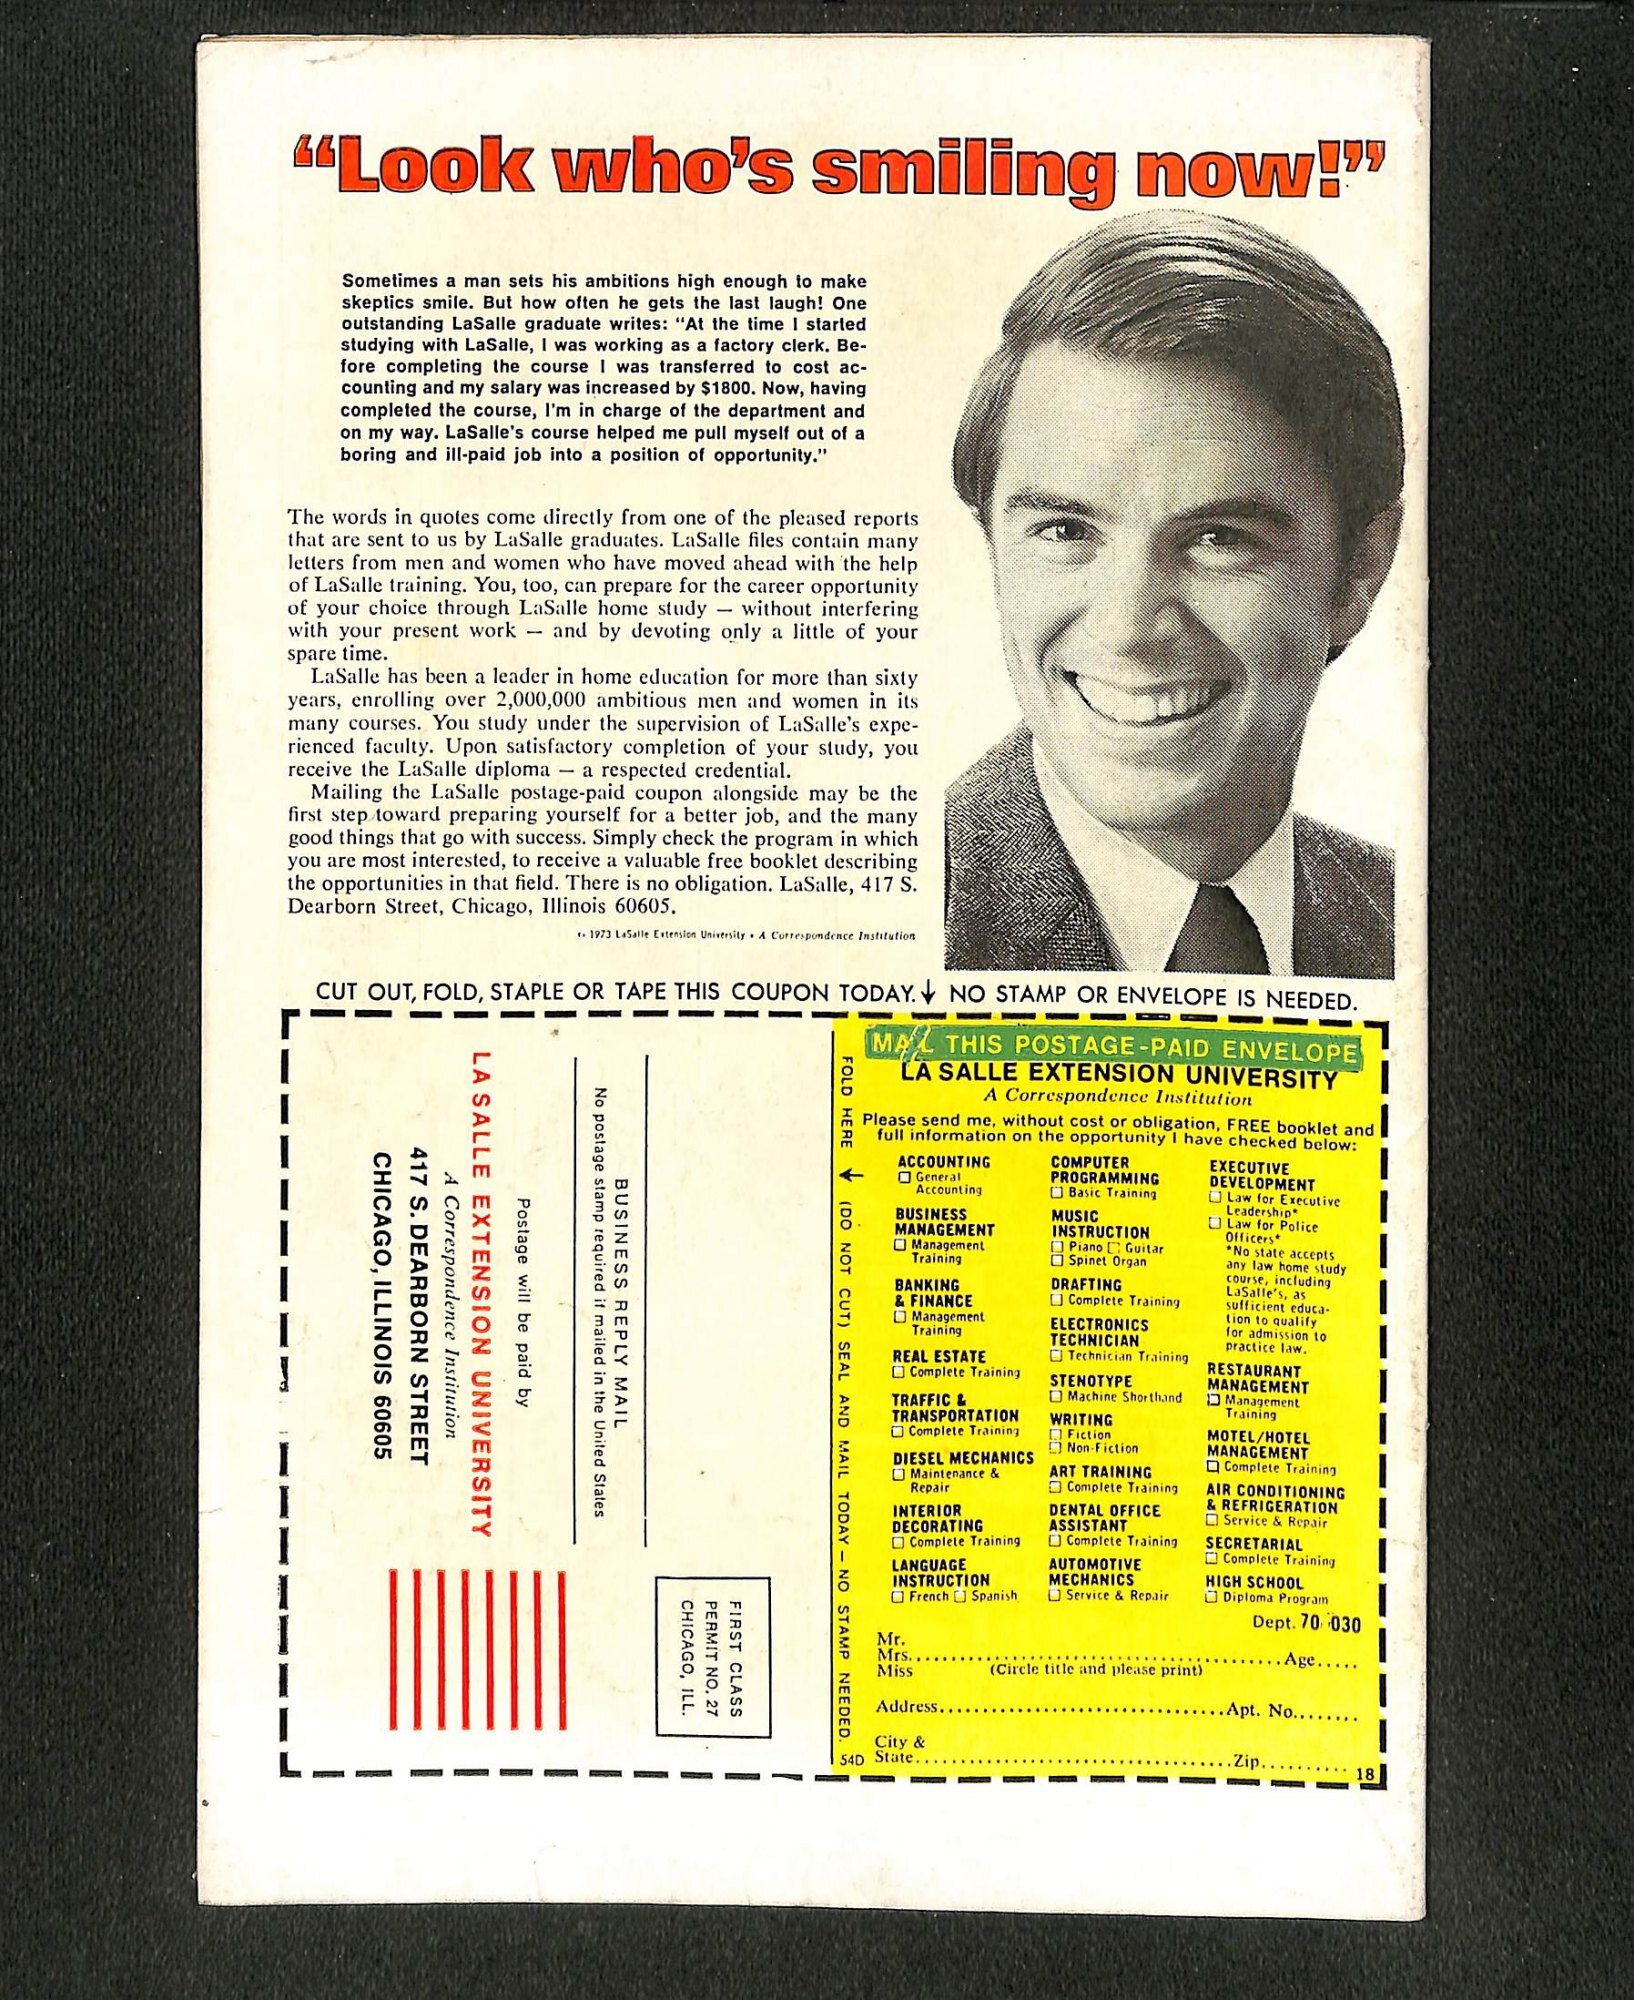 “Look who’s smiling now!”
Sometimes a man sets his ambitions high enough to make
skeptics smile. But how often he gets the last laugh! One
outstanding LaSalle graduate writes: “At the time I started
studying with LaSalle, I was working as a factory clerk. Be-
fore completing the course I was transferred to cost ac-
counting and my salary was increased by $1800. Now, having
completed the course, I’m in charge of the department and
on my way. LaSalle’s course helped me pull myself out of a
boring and ill-paid job into a position of opportunity.”
The words in quotes come directly from one of the pleased reports
that are sent to us by LaSalle graduates. LaSalle files contain many
letters from men and women who have moved ahead with the help
of LaSalle training. You, too, can prepare for the career opportunity
of your choice through LaSalle home study — without interfering
with your present work — and by devoting only a little of your
spare time.
LaSalle has been a leader in home education for more than sixty
years, enrolling over 2,000,000 ambitious men and women in its
many courses. You study under the supervision of LaSalle’s expe-
rienced faculty. Upon satisfactory completion of your study, you
receive the LaSalle diploma — a respected credential.
Mailing the LaSalle postage-paid coupon alongside may be the
first step toward preparing yourself for a better job, and the many
good things that go with success. Simply check the program in which
you are most interested, to receive a valuable free booklet describing
the opportunities in that field. There is no obligation. LaSalle, 417 S.
Dearborn Street, Chicago, Illinois 60605.
1973 LaSalle Extension University • A Correspondence Institution
CUT OUT, FOLD, STAPLE OR TAPE THIS COUPON TODAY. ↓ NO STAMP OR ENVELOPE IS NEEDED.
FIRST CLASS
PERMIT NO. 27
CHICAGO, ILL.
BUSINESS REPLY MAIL
No postage stamp required if mailed in the United States
Postage will be paid by
LA SALLE EXTENSION UNIVERSITY
A Correspondence Institution
417 S. DEARBORN STREET
CHICAGO, ILLINOIS 60605
FOLD HERE ← (DO NOT CUT) SEAL AND MAIL TODAY — NO STAMP NEEDED.
54D
MAIL THIS POSTAGE-PAID ENVELOPE
LA SALLE EXTENSION UNIVERSITY
A Correspondence Institution
Please send me, without cost or obligation, FREE booklet and
full information on the opportunity I have checked below:
ACCOUNTING
☐ General
Accounting
BUSINESS
MANAGEMENT
☐ Management
Training
BANKING
& FINANCE
☐ Management
Training
REAL ESTATE
☐ Complete Training
TRAFFIC &
TRANSPORTATION
☐ Complete Training
DIESEL MECHANICS
☐ Maintenance &
Repair
INTERIOR
DECORATING
☐ Complete Training
LANGUAGE
INSTRUCTION
☐ French ☐ Spanish
COMPUTER
PROGRAMMING
☐ Basic Training
MUSIC
INSTRUCTION
☐ Piano ☐ Guitar
☐ Spinet Organ
DRAFTING
☐ Complete Training
ELECTRONICS
TECHNICIAN
☐ Technician Training
STENOTYPE
☐ Machine Shorthand
WRITING
☐ Fiction
☐ Non-Fiction
ART TRAINING
☐ Complete Training
DENTAL OFFICE
ASSISTANT
☐ Complete Training
AUTOMOTIVE
MECHANICS
☐ Service & Repair
EXECUTIVE
DEVELOPMENT
☐ Law for Executive
Leadership*
☐ Law for Police
Officers*
*No state accepts
any law home study
course, including
LaSalle’s, as
sufficient educa-
tion to qualify
for admission to
practice law.
RESTAURANT
MANAGEMENT
☐ Management
Training
MOTEL/HOTEL
MANAGEMENT
☐ Complete Training
AIR CONDITIONING
& REFRIGERATION
☐ Service & Repair
SECRETARIAL
☐ Complete Training
HIGH SCHOOL
☐ Diploma Program
Dept. 70-030
Mr.
Mrs.......................................... Age.....
Miss (Circle title and please print)
Address................................Apt. No........
City &
State....................................Zip..........
18